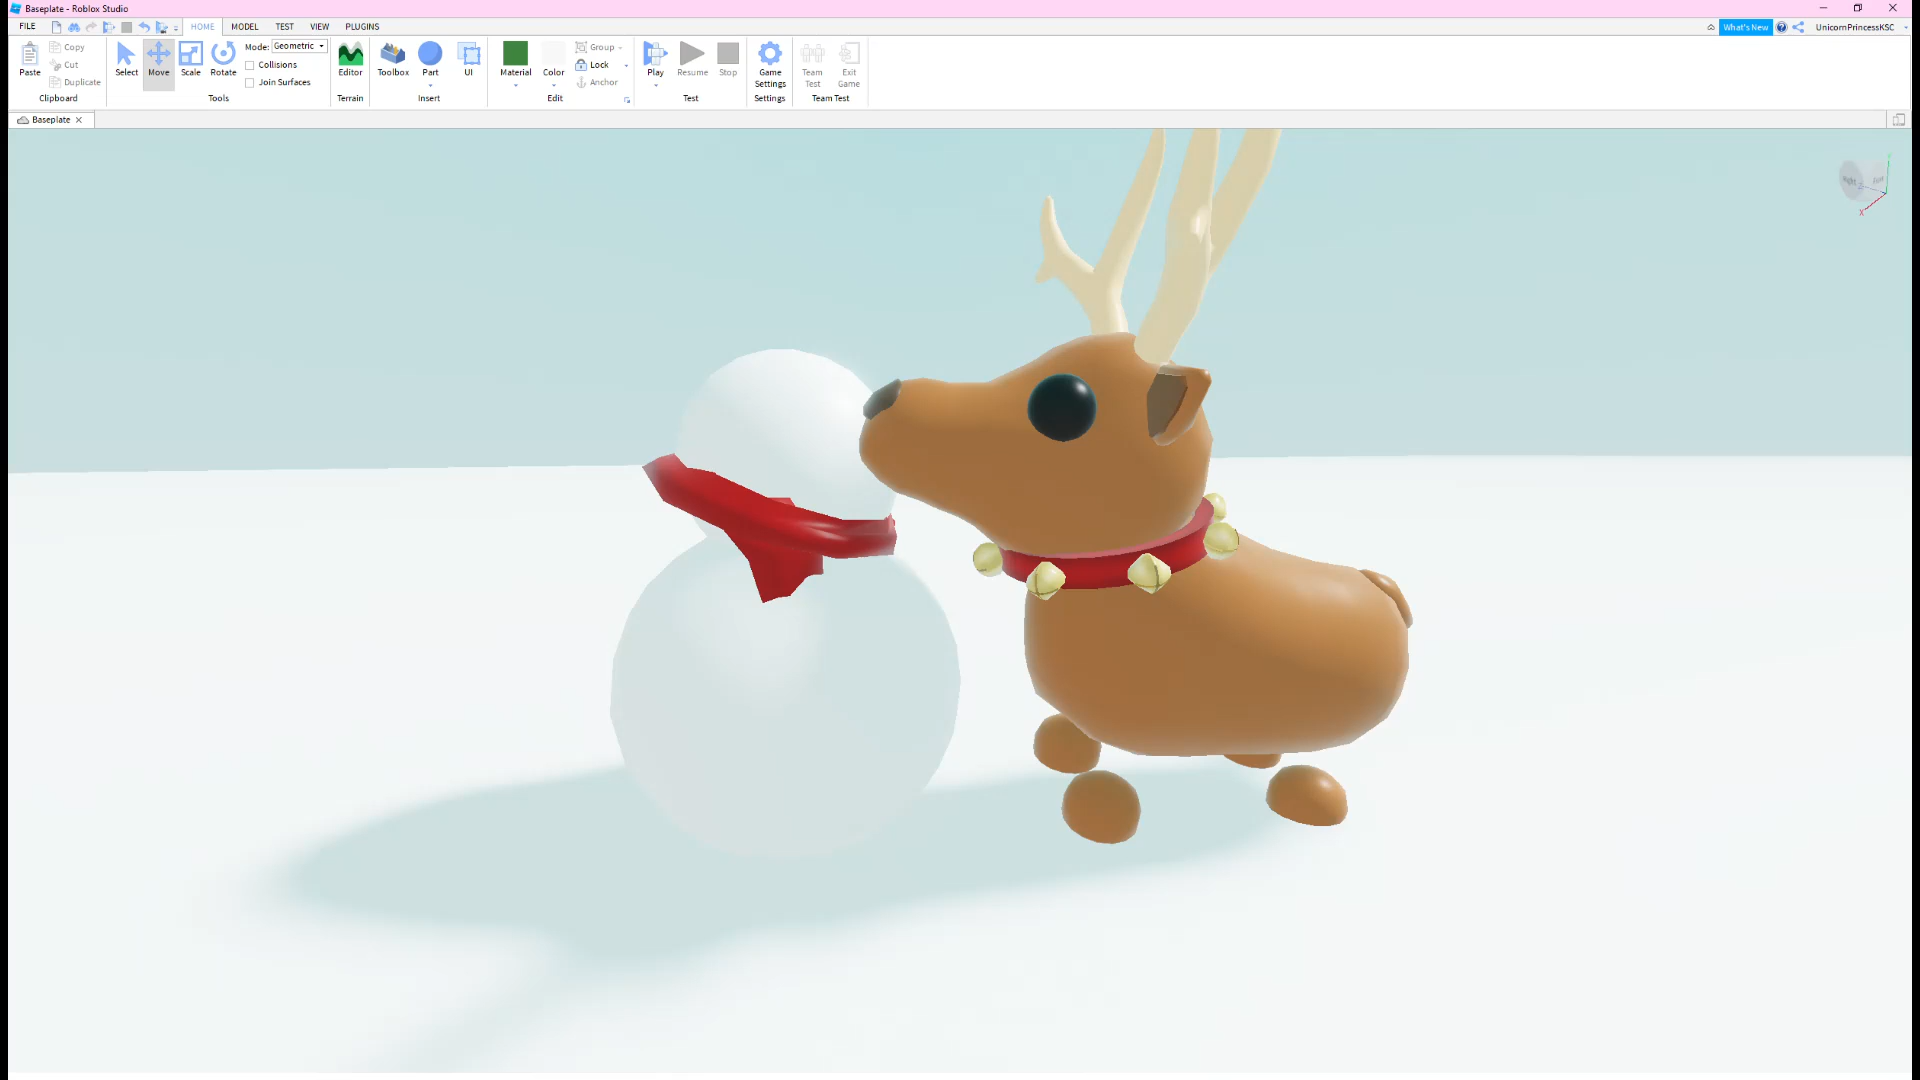 Baseplate - Roblox Studio
FILE HOME MODEL TEST VIEW PLUGINS
What's New UnicornPrincessKSC
Paste Copy Cut Duplicate
Clipboard
Select Move Scale Rotate
Mode: Geometric
Collisions
Join Surfaces
Tools
Editor
Terrain
Toolbox Part UI
Insert
Material Color
Group
Lock
Anchor
Edit
Play Resume Stop
Test
Game Settings
Settings
Team Test
Exit Game
Team Test
Baseplate
Right
X